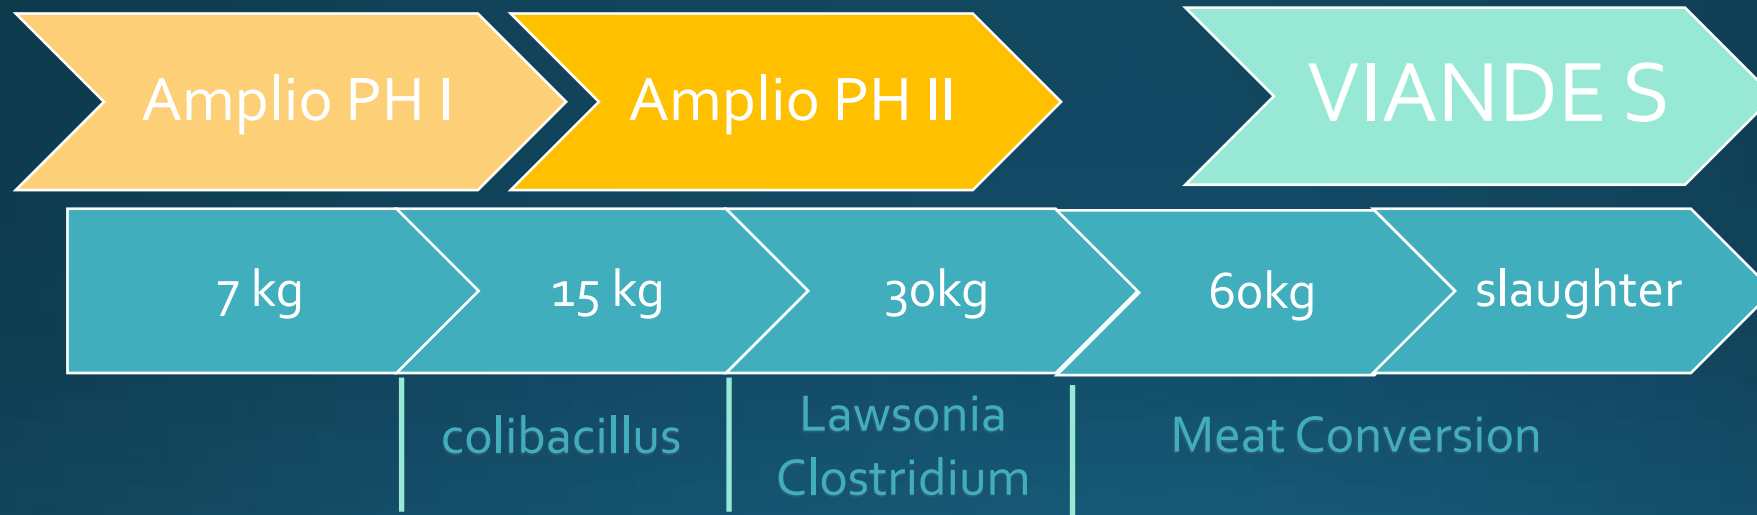 Amplio PH I
Amplio PH II
VIANDE S
7 kg
15 kg
30kg
60kg
slaughter
colibacillus
Lawsonia
Clostridium
Meat Conversion